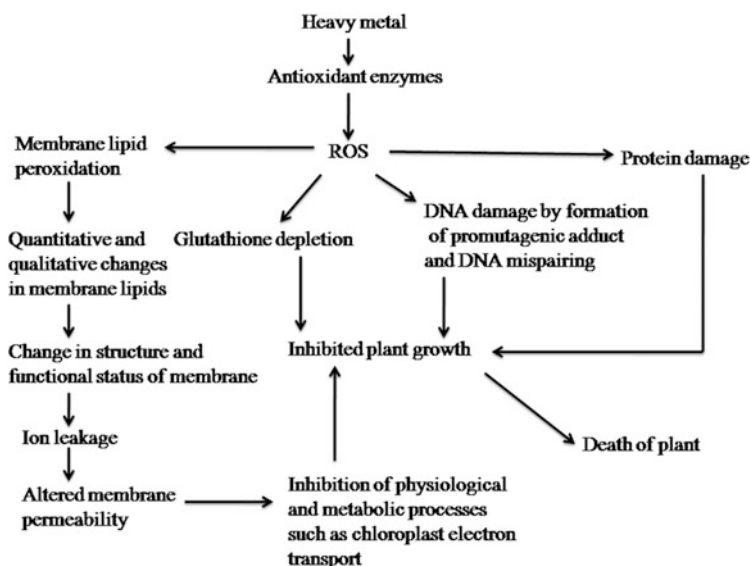 Heavy metal
Antioxidant enzymes
Membrane lipid
peroxidation
ROS
Protein damage
Quantitative and
qualitative changes
in membrane lipids
Glutathione depletion
DNA damage by formation
of promutagenic adduct
and DNA mispairing
Change in structure and
functional status of membrane
Inhibited plant growth
Ion leakage
Death of plant
Altered membrane
permeability
Inhibition of physiological
and metabolic processes
such as chloroplast electron
transport